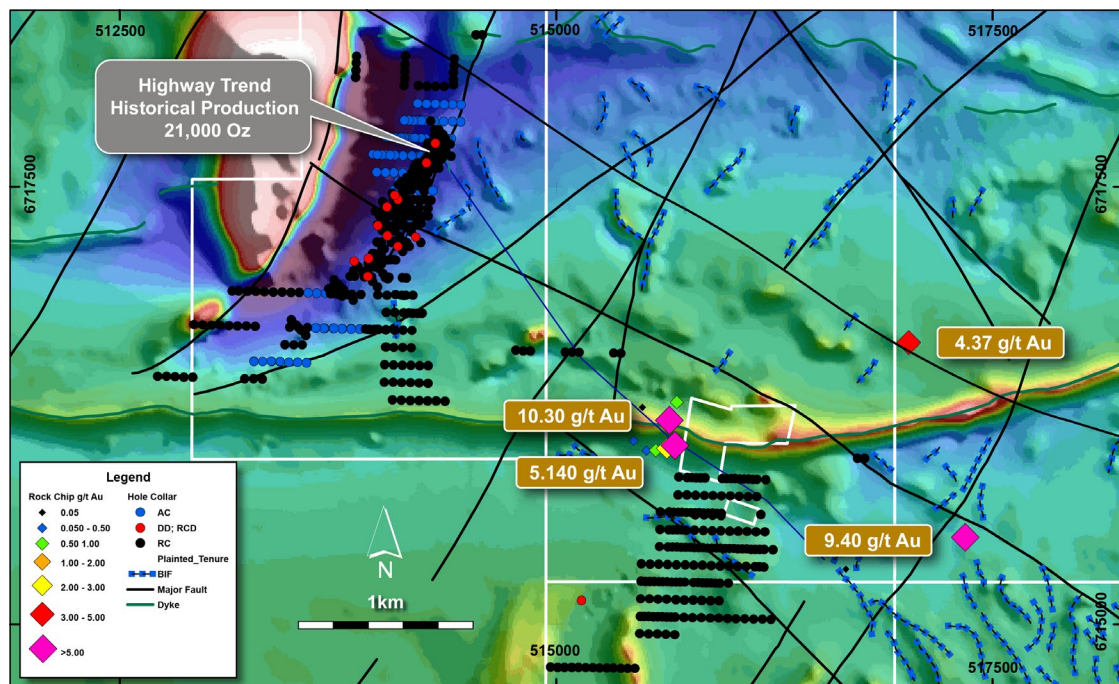 512500
515000
517500
Highway Trend
Historical Production
21,000 Oz
6717500
6717500
4.37 g/t Au
10.30 g/t Au
5.140 g/t Au
9.40 g/t Au
Legend
Rock Chip g/t Au
Hole Collar
0.05
AC
0.050 - 0.50
DD; RCD
0.50 1.00
RC
1.00 - 2.00
Plainted_Tenure
2.00 - 3.00
BIF
Major Fault
3.00 - 5.00
Dyke
>5.00
N
1km
6715000
515000
517500